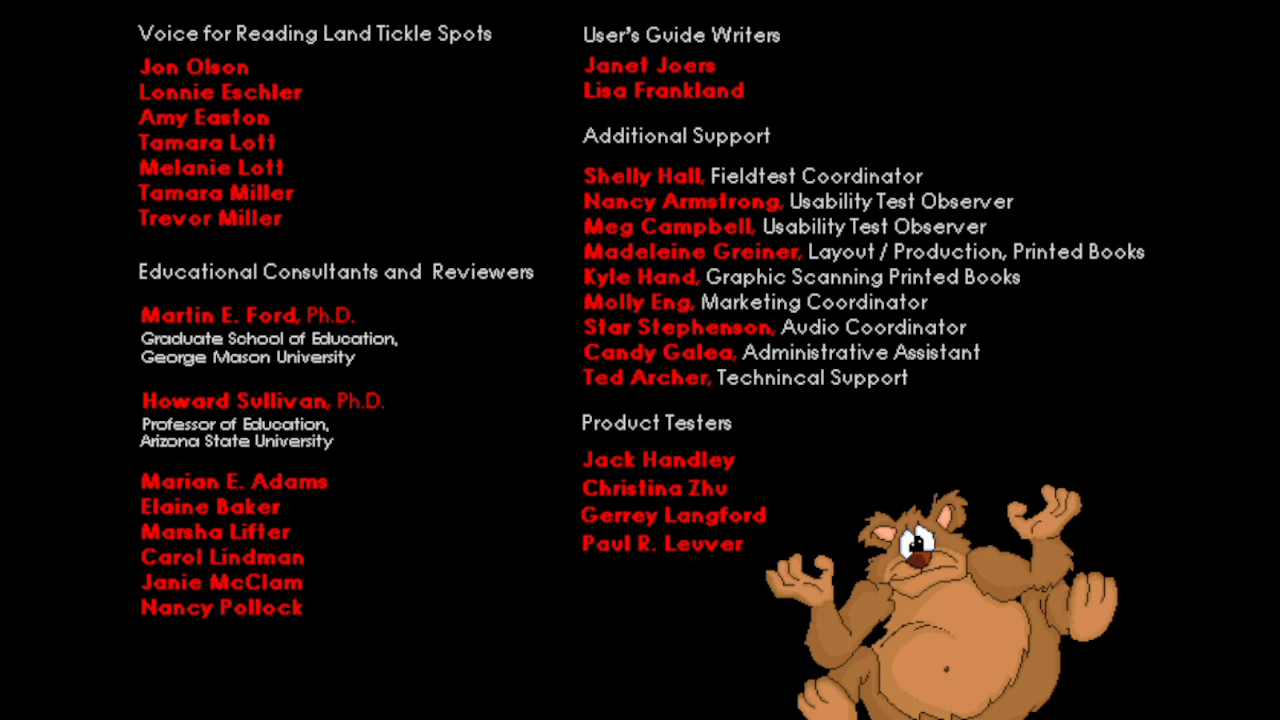 Voice for Reading Land Tickle Spots
Jon Olson
Lonnie Eschler
Amy Easton
Tamara Lott
Melanie Lott
Tamara Miller
Trevor Miller
Educational Consultants and Reviewers
Martin E. Ford, Ph.D.
Graduate School of Education,
George Mason University
Howard Sullivan, Ph.D.
Professor of Education,
Arizona State University
Marian E. Adams
Elaine Baker
Marsha Lifter
Carol Lindman
Janie McClam
Nancy Pollock
User's Guide Writers
Janet Joers
Lisa Frankland
Additional Support
Shelly Hall, Fieldtest Coordinator
Nancy Armstrong, Usability Test Observer
Meg Campbell, Usability Test Observer
Madeleine Greiner, Layout / Production, Printed Books
Kyle Hand, Graphic Scanning Printed Books
Molly Eng, Marketing Coordinator
Star Stephenson, Audio Coordinator
Candy Galea, Administrative Assistant
Ted Archer, Technincal Support
Product Testers
Jack Handley
Christina Zhu
Gerrey Langford
Paul R. Leuver